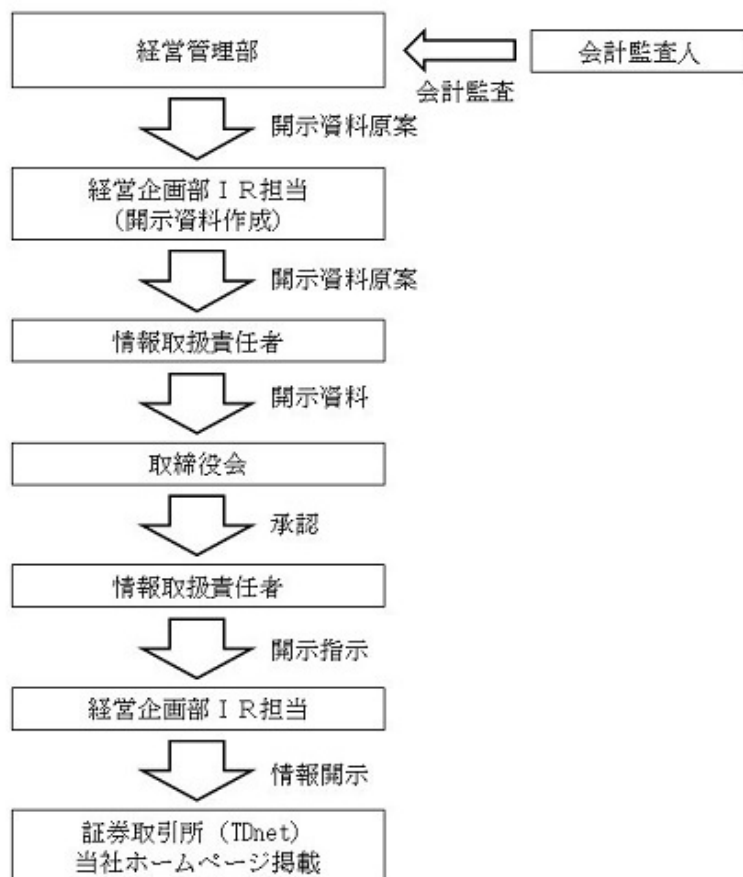 経営管理部
会計監査人
会計監査
開示資料原案
経営企画部ＩＲ担当
(開示資料作成)
開示資料原案
情報取扱責任者
開示資料
取締役会
承認
情報取扱責任者
開示指示
経営企画部ＩＲ担当
情報開示
証券取引所（TDnet）
当社ホームページ掲載